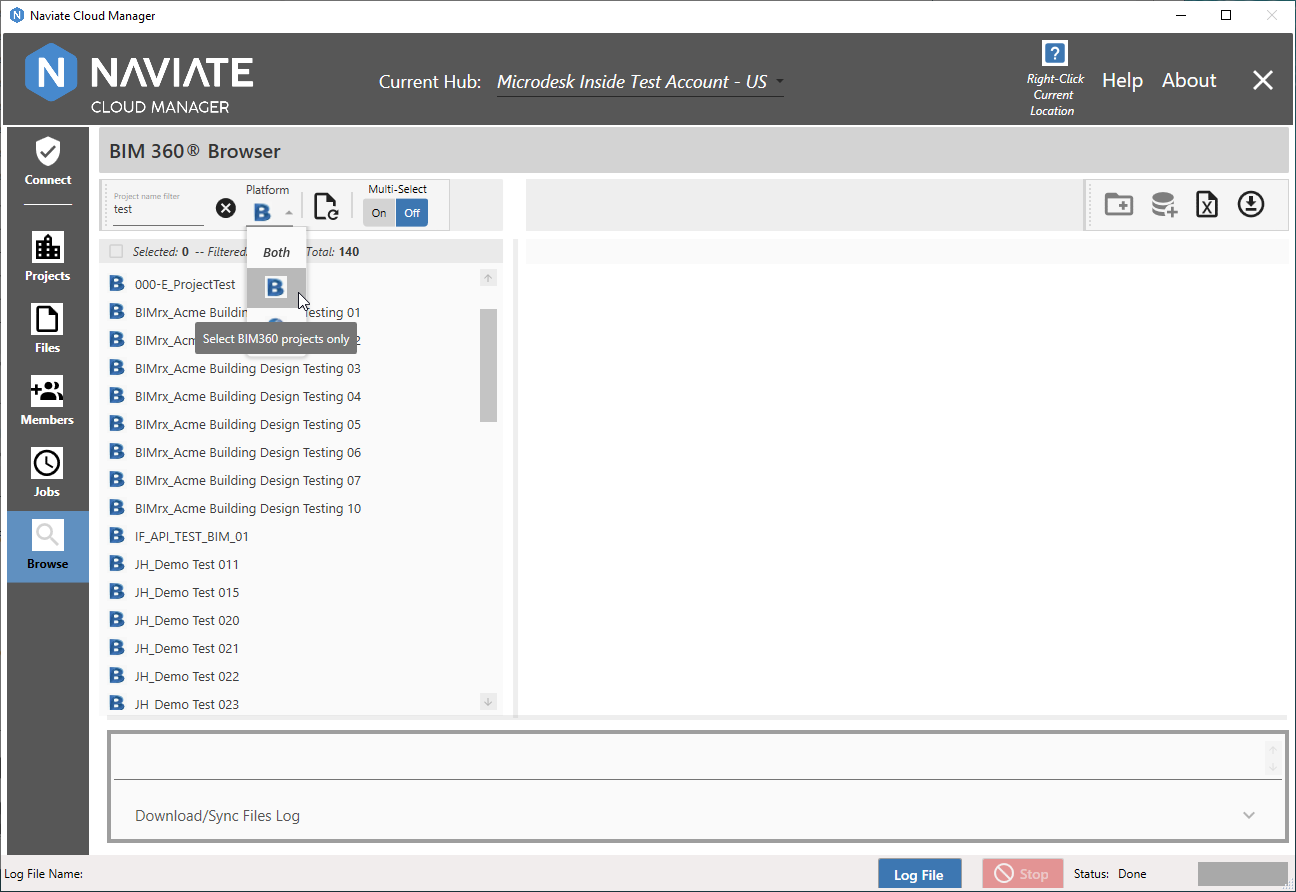 Naviate Cloud Manager
NAVIATE
CLOUD MANAGER
Current Hub: Microdesk Inside Test Account - US
?
Right-Click
Current
Location
Help
About
Connect
Projects
Files
Members
Jobs
Browse
BIM 360® Browser
Project name filter
test
Platform
B
Multi-Select
On Off
Selected: 0 -- Filtered: Total: 140
Both
B
Select BIM360 projects only
B 000-E_ProjectTest
B BIMrx_Acme Buildin esting 01
B BIMrx_Acm 2
B BIMrx_Acme Building Design Testing 03
B BIMrx_Acme Building Design Testing 04
B BIMrx_Acme Building Design Testing 05
B BIMrx_Acme Building Design Testing 06
B BIMrx_Acme Building Design Testing 07
B BIMrx_Acme Building Design Testing 10
B IF_API_TEST_BIM_01
B JH_Demo Test 011
B JH_Demo Test 015
B JH_Demo Test 020
B JH_Demo Test 021
B JH_Demo Test 022
B JH_Demo Test 023
Download/Sync Files Log
Log File Name:
Log File
Stop
Status: Done